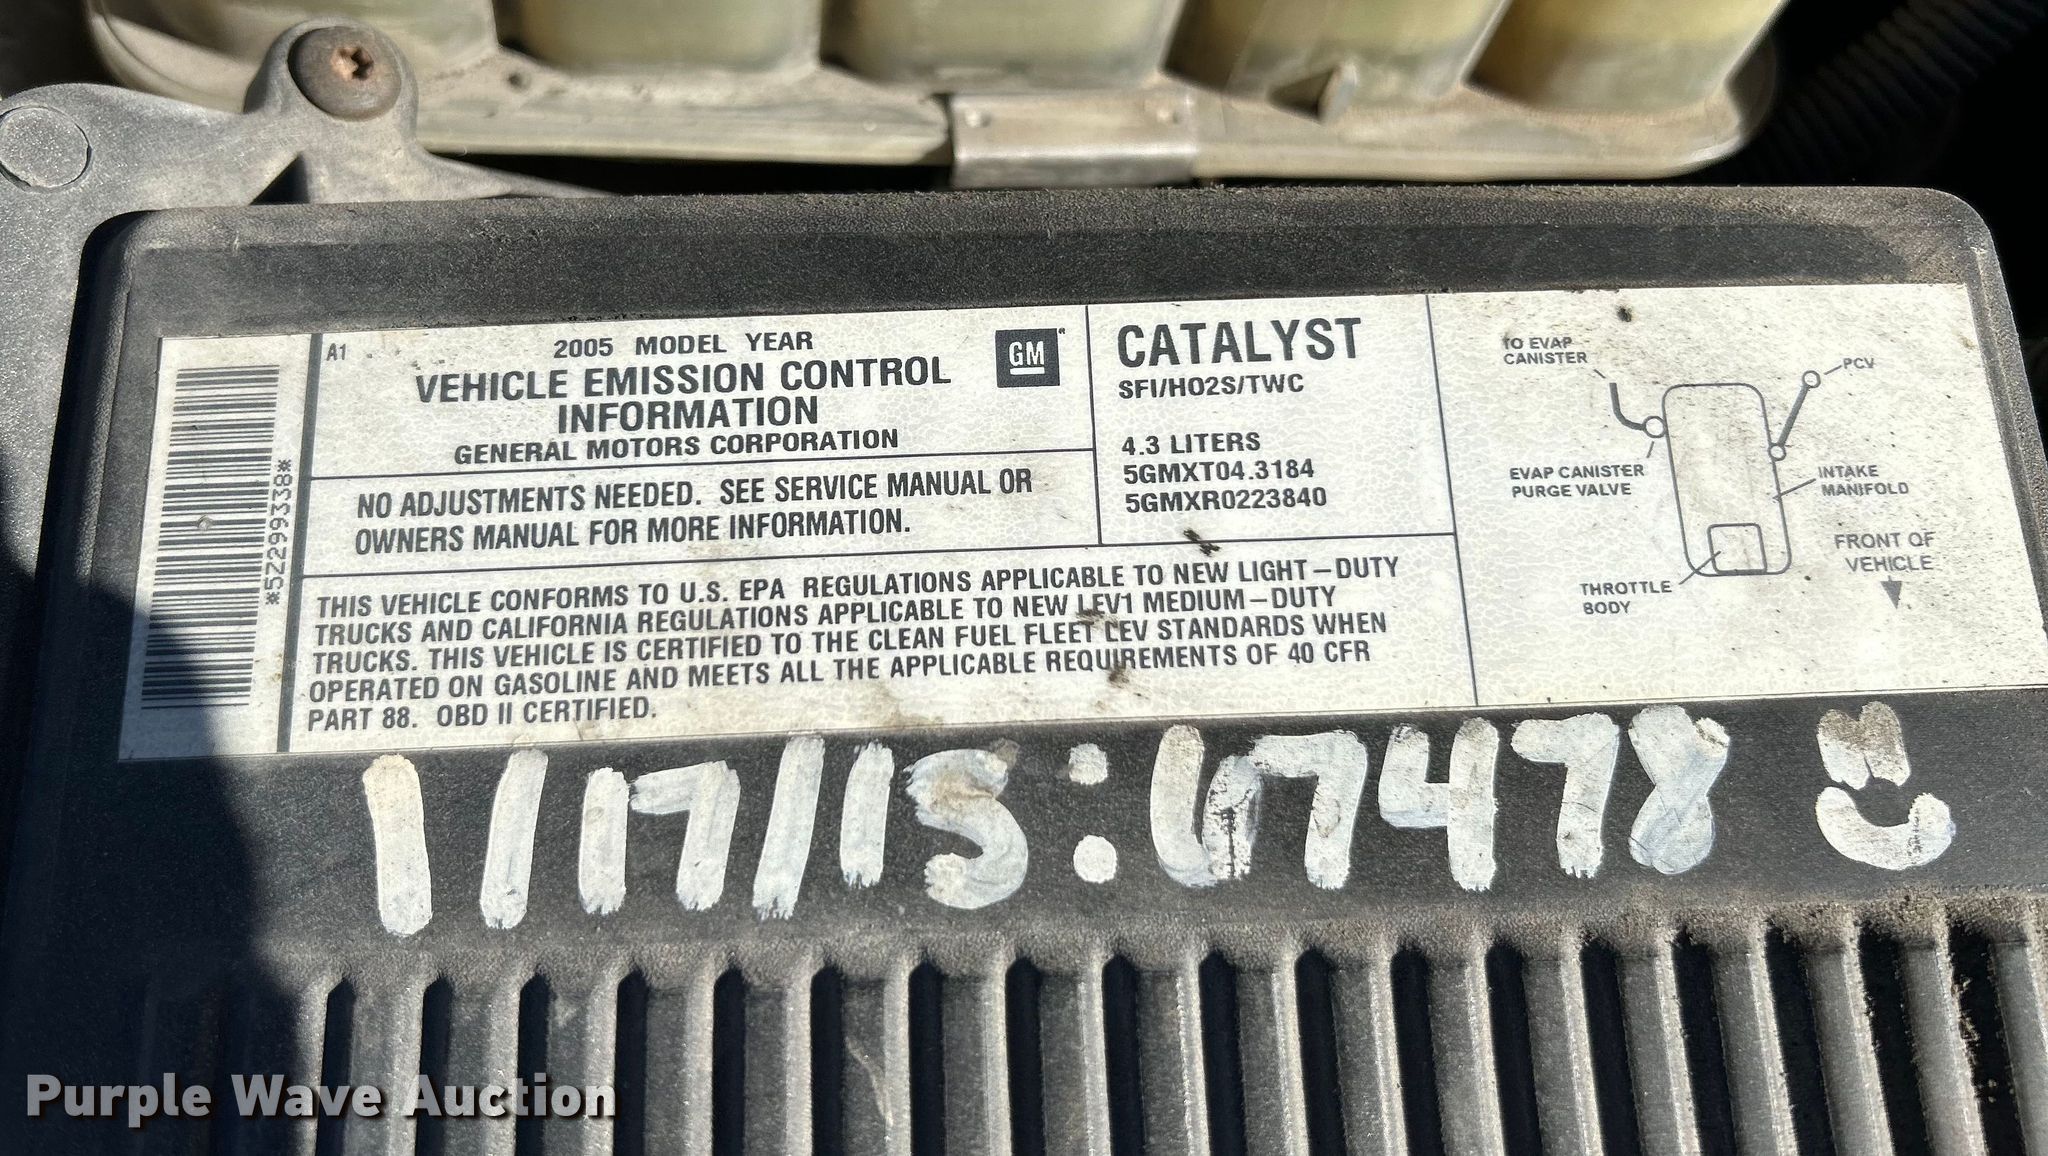 *52299338*
A1
2005 MODEL YEAR
VEHICLE EMISSION CONTROL
INFORMATION
GENERAL MOTORS CORPORATION
GM
NO ADJUSTMENTS NEEDED. SEE SERVICE MANUAL OR
OWNERS MANUAL FOR MORE INFORMATION.
CATALYST
SFI/HO2S/TWC
4.3 LITERS
5GMXT04.3184
5GMXR0223840
THIS VEHICLE CONFORMS TO U.S. EPA REGULATIONS APPLICABLE TO NEW LIGHT-DUTY
TRUCKS AND CALIFORNIA REGULATIONS APPLICABLE TO NEW LEV1 MEDIUM-DUTY
TRUCKS. THIS VEHICLE IS CERTIFIED TO THE CLEAN FUEL FLEET LEV STANDARDS WHEN
OPERATED ON GASOLINE AND MEETS ALL THE APPLICABLE REQUIREMENTS OF 40 CFR
PART 88. OBD II CERTIFIED.
TO EVAP
CANISTER
PCV
EVAP CANISTER
PURGE VALVE
INTAKE
MANIFOLD
THROTTLE
BODY
FRONT OF
VEHICLE
1/17/15:67478
Purple Wave Auction